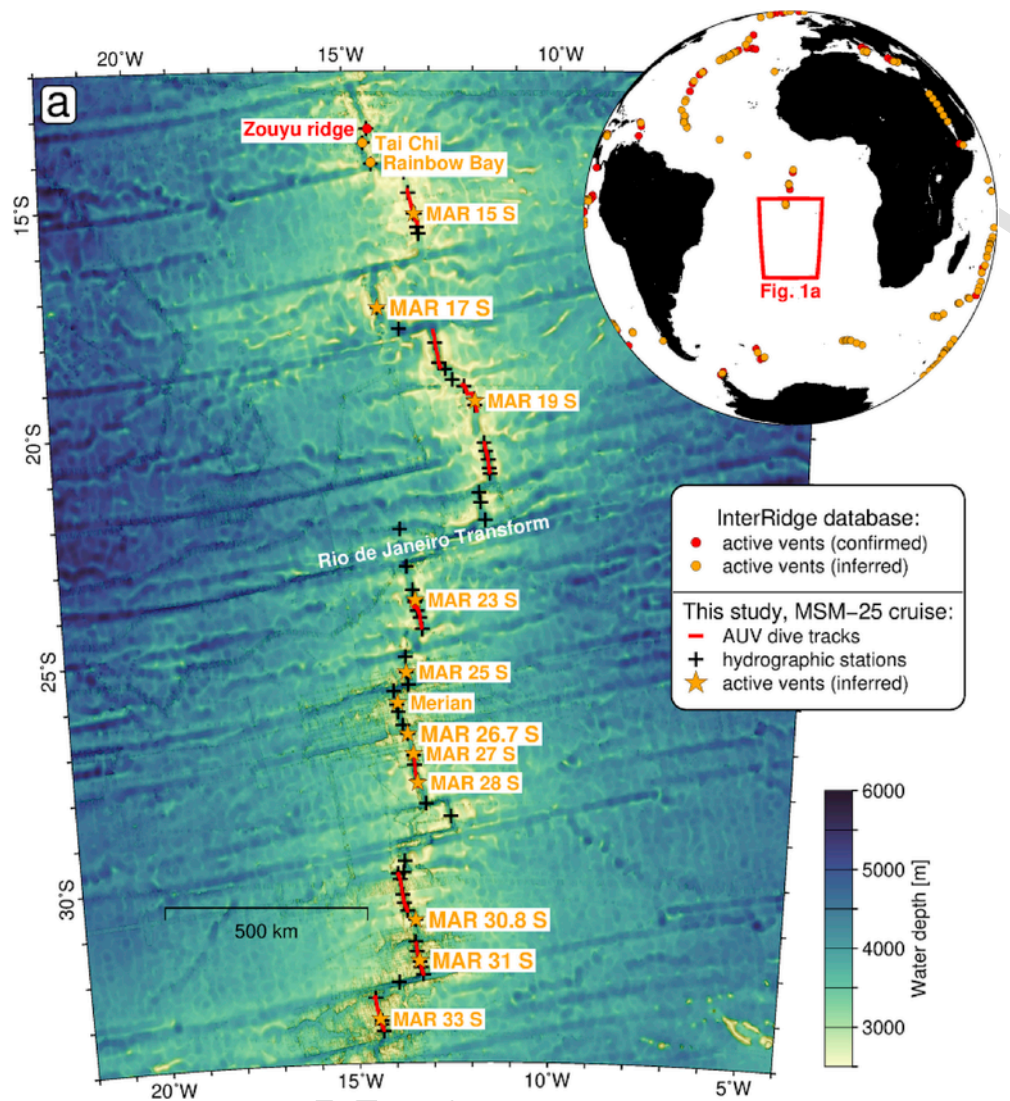 20°W
15°W
10°W
a
Zouyu ridge
Tai Chi
Rainbow Bay
15°S
MAR 15 S
Fig. 1a
MAR 17 S
MAR 19 S
20°S
Rio de Janeiro Transform
InterRidge database:
active vents (confirmed)
active vents (inferred)
This study, MSM-25 cruise:
AUV dive tracks
hydrographic stations
active vents (inferred)
MAR 23 S
25°S
MAR 25 S
Merian
MAR 26.7 S
MAR 27 S
MAR 28 S
6000
5000
4000
3000
Water depth [m]
30°S
500 km
MAR 30.8 S
MAR 31 S
MAR 33 S
20°W
15°W
10°W
5°W